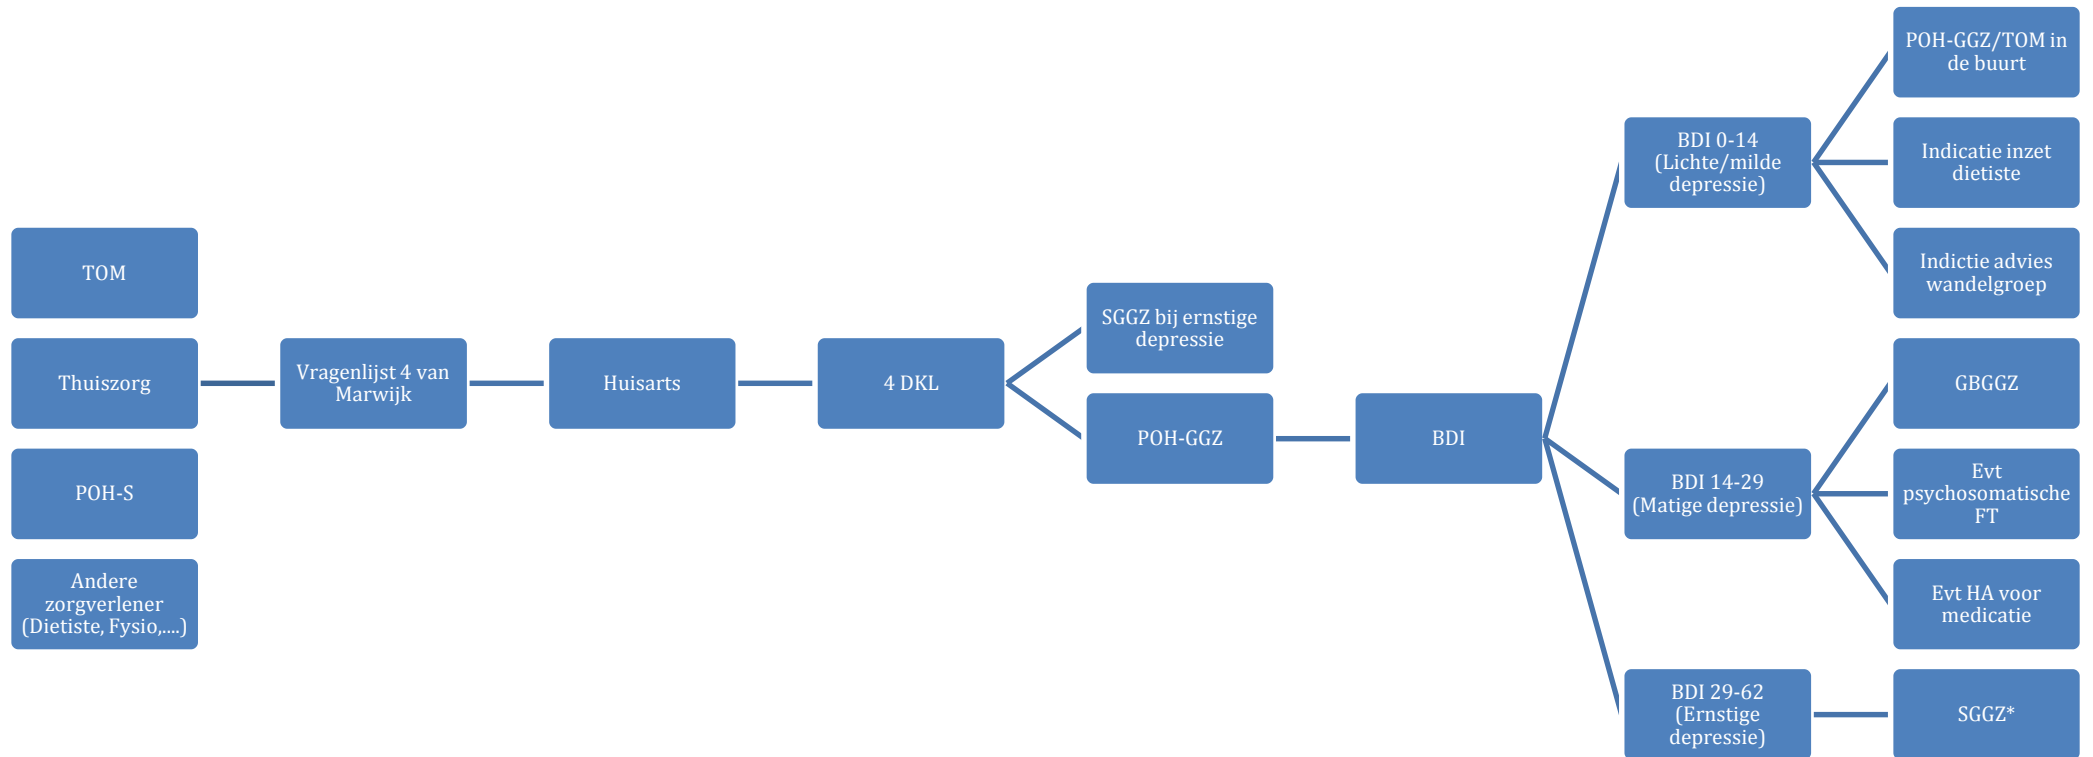 TOM
Thuiszorg
POH-S
Andere
zorgverlener
(Dietiste, Fysio,....)
Vragenlijst 4 van
Marwijk
Huisarts
4 DKL
SGGZ bij ernstige
depressie
POH-GGZ
BDI
BDI 0-14
(Lichte/milde
depressie)
BDI 14-29
(Matige depressie)
BDI 29-62
(Ernstige
depressie)
POH-GGZ/TOM in
de buurt
Indicatie inzet
dietiste
Indictie advies
wandelgroep
GBGGZ
Evt
psychosomatische
FT
Evt HA voor
medicatie
SGGZ*